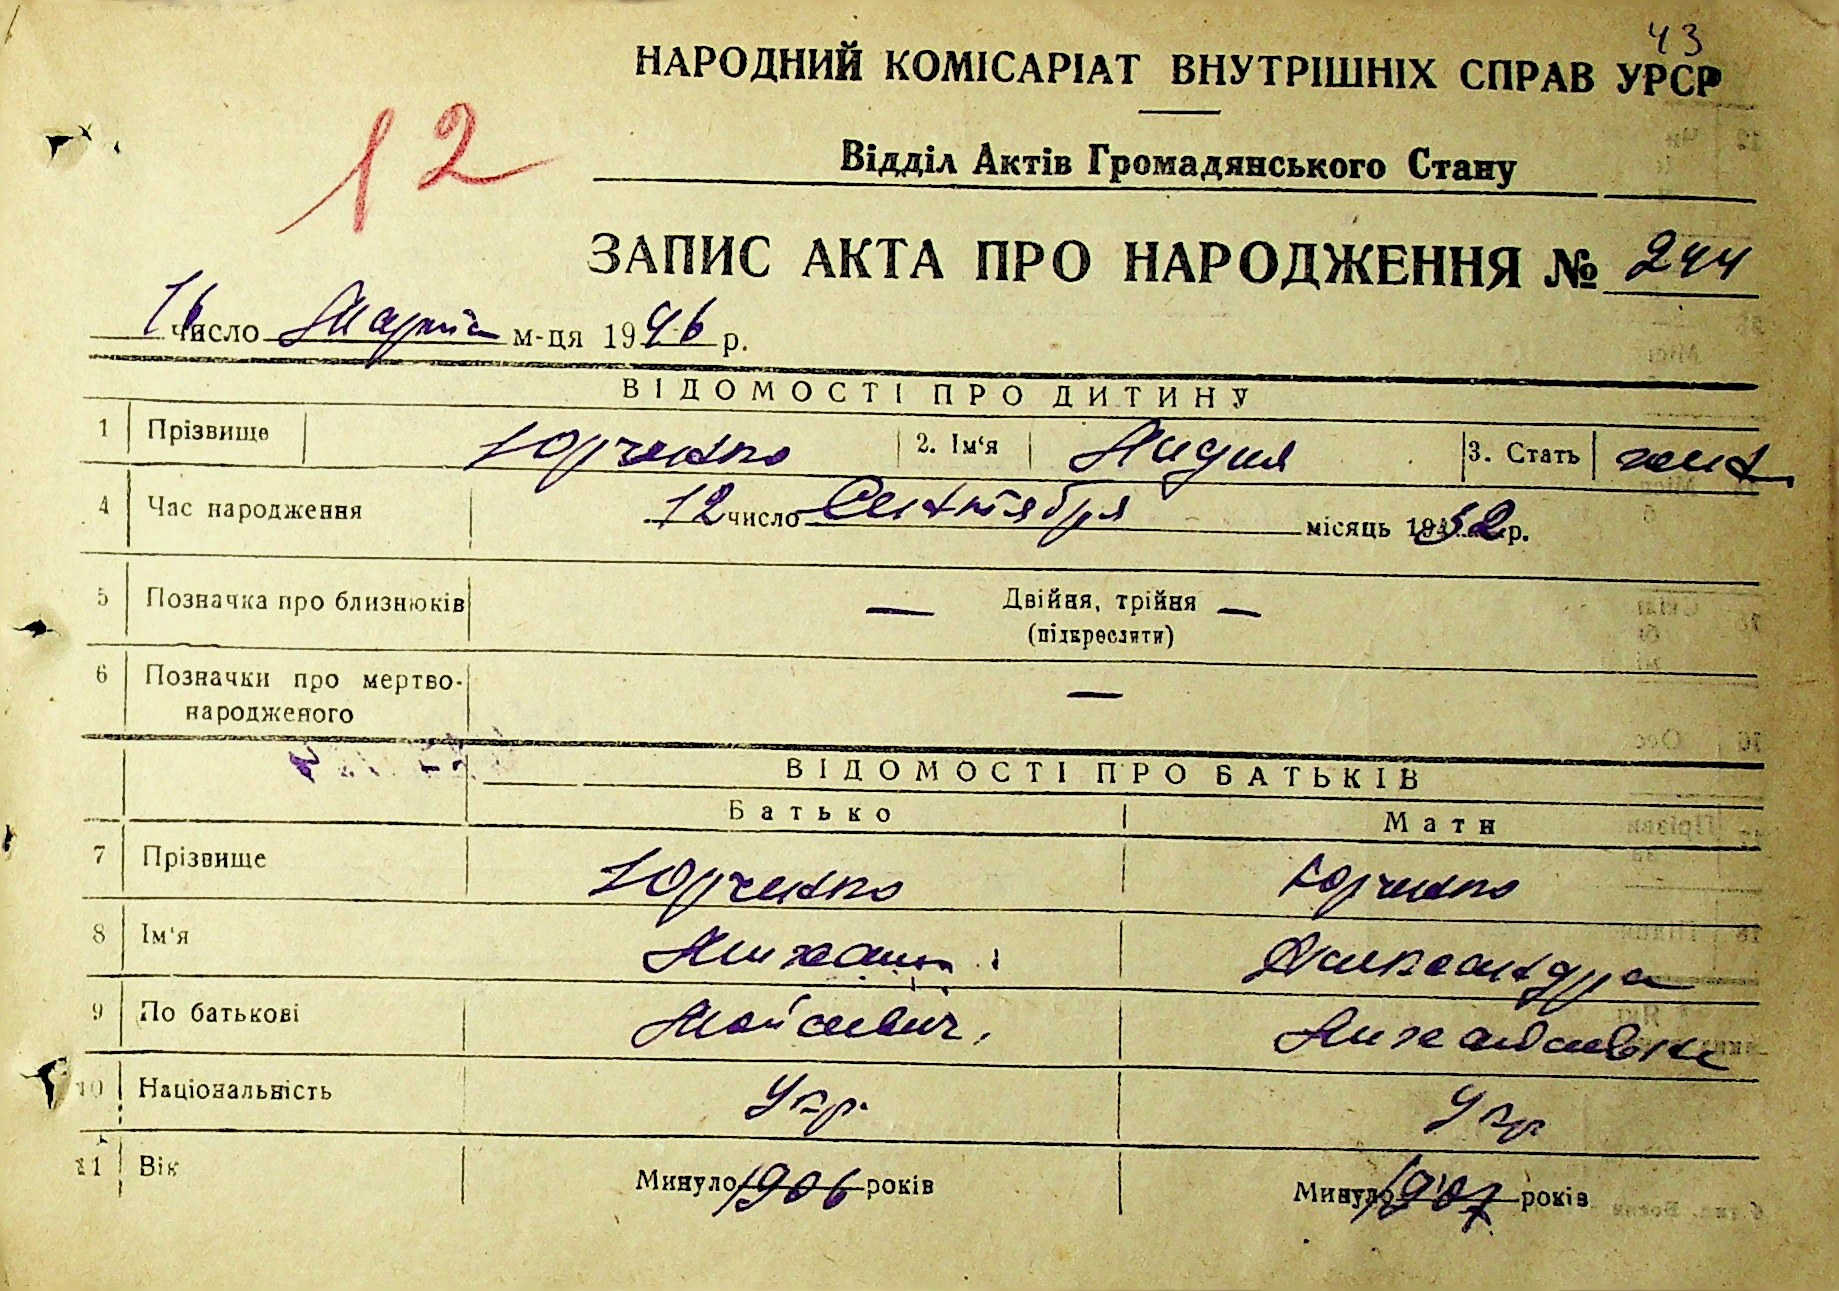 43
НАРОДНИЙ КОМІСАРІАТ ВНУТРІШНІХ СПРАВ УРСР
12
Відділ Актів Громадянського Стану
ЗАПИС АКТА ПРО НАРОДЖЕННЯ № 244
16 число Марта м-ця 1946 р.
ВІДОМОСТІ ПРО ДИТИНУ
1 Прізвище Юрченко 2. Ім'я Лидия 3. Стать жен
4 Час народження 12 число Сентября місяць 1932 р.
5 Позначка про близнюків — Двійня, трійня —
(підкреслити)
6 Позначки про мертво-
народженого —
ВІДОМОСТІ ПРО БАТЬКІВ
Батько Мати
7 Прізвище Юрченко Юрченко
8 Ім'я Михаил Александра
9 По батькові Мойсеевич Михайловна
10 Національність Укр. Укр
11 Вік Минуло 1906 років Минуло 1907 років